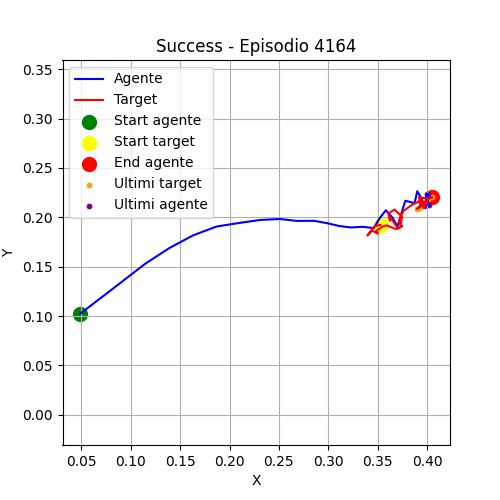 Success - Episodio 4164
Agente
Target
Start agente
Start target
End agente
Ultimi target
Ultimi agente
0.35
0.30
0.25
0.20
0.15
0.10
0.05
0.00
Y
0.05 0.10 0.15 0.20 0.25 0.30 0.35 0.40
X